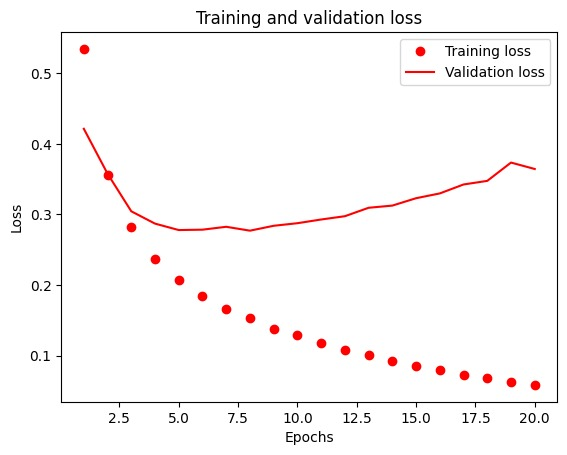 Training and validation loss
Training loss
Validation loss
0.5
0.4
0.3
0.2
0.1
Loss
2.5 5.0 7.5 10.0 12.5 15.0 17.5 20.0
Epochs